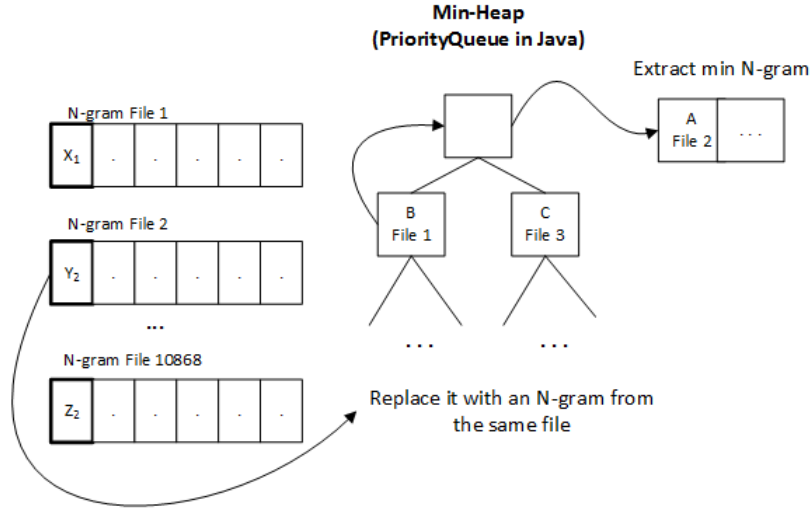 Min-Heap
(PriorityQueue in Java)
Extract min N-gram
N-gram File 1
X₁ . . . . .
A
File 2 . . .
N-gram File 2
B
File 1
C
File 3
Y₂ . . . . .
...
. . .
. . .
N-gram File 10868
Z₂ . . . . .
Replace it with an N-gram from
the same file